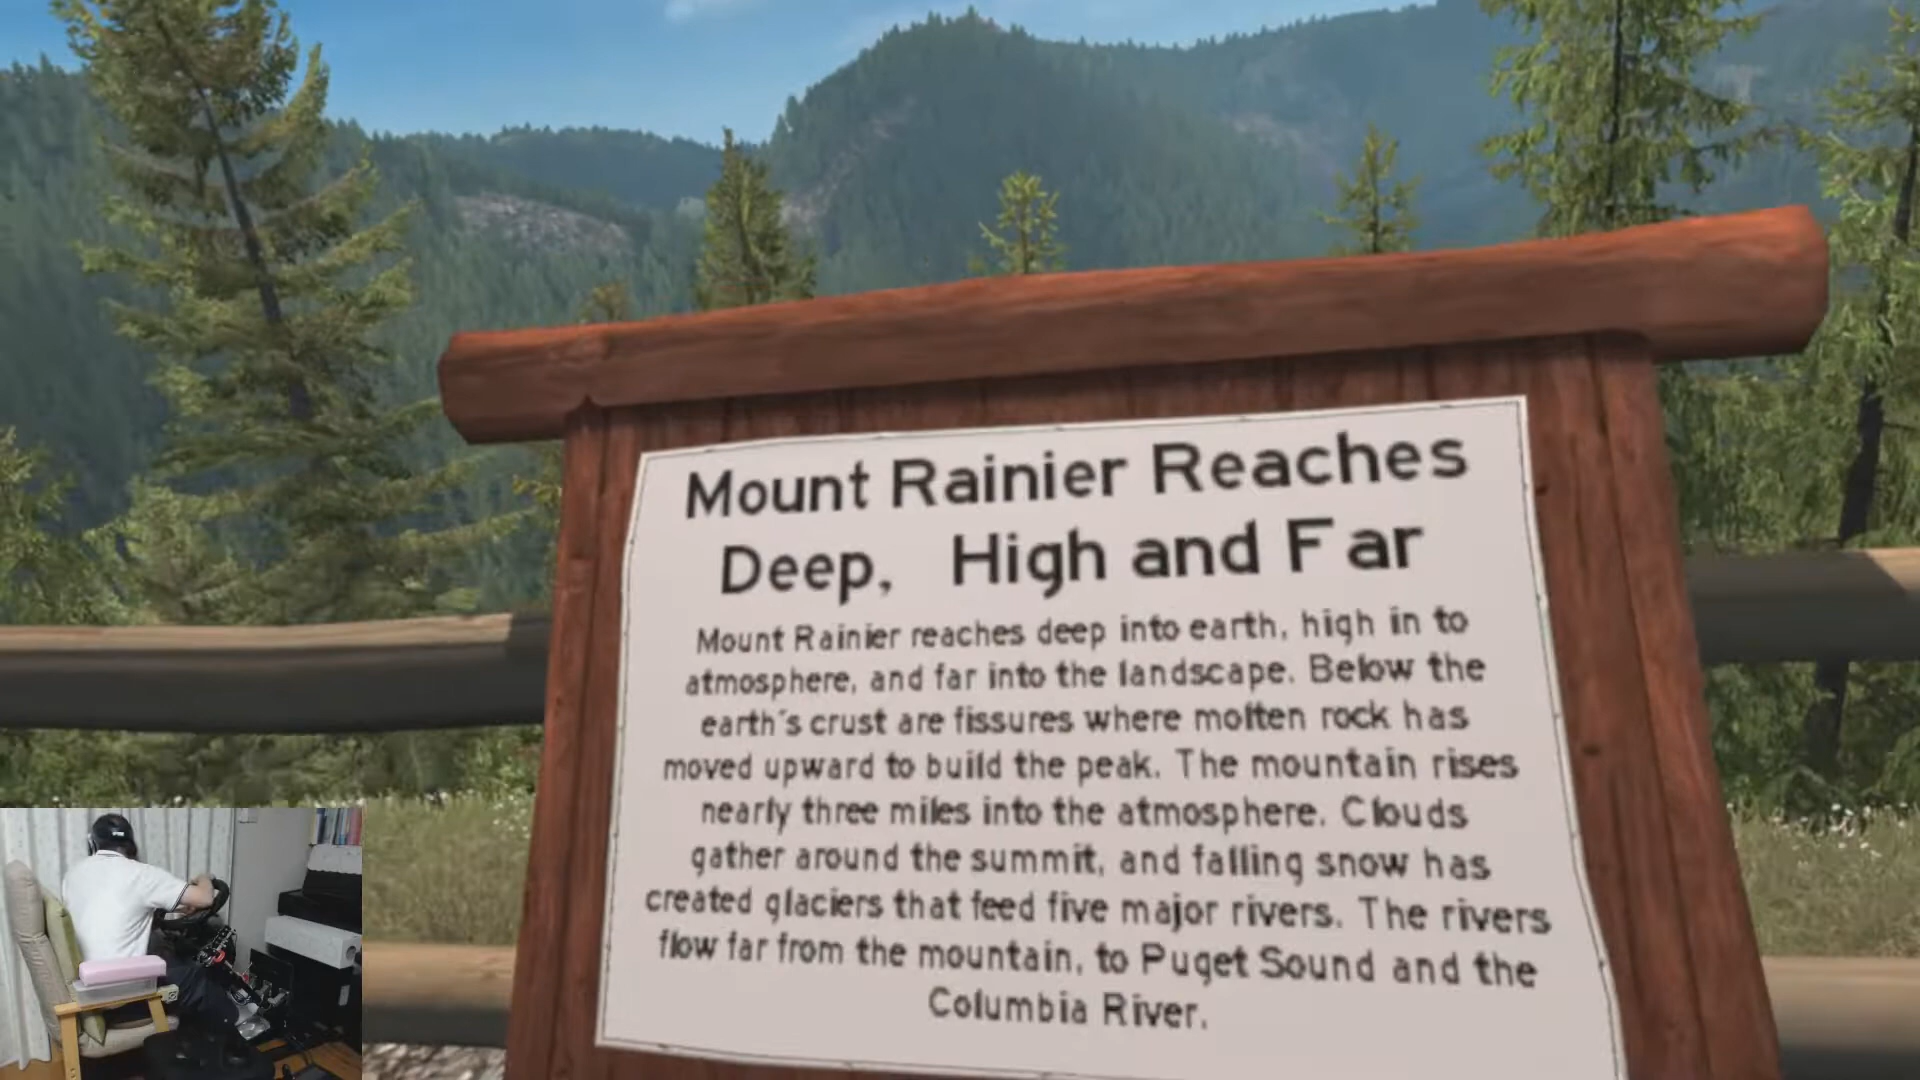 Mount Rainier Reaches
Deep, High and Far
Mount Rainier reaches deep into earth, high in to
atmosphere, and far into the landscape. Below the
earth's crust are fissures where molten rock has
moved upward to build the peak. The mountain rises
nearly three miles into the atmosphere. Clouds
gather around the summit, and falling snow has
created glaciers that feed five major rivers. The rivers
flow far from the mountain, to Puget Sound and the
Columbia River.